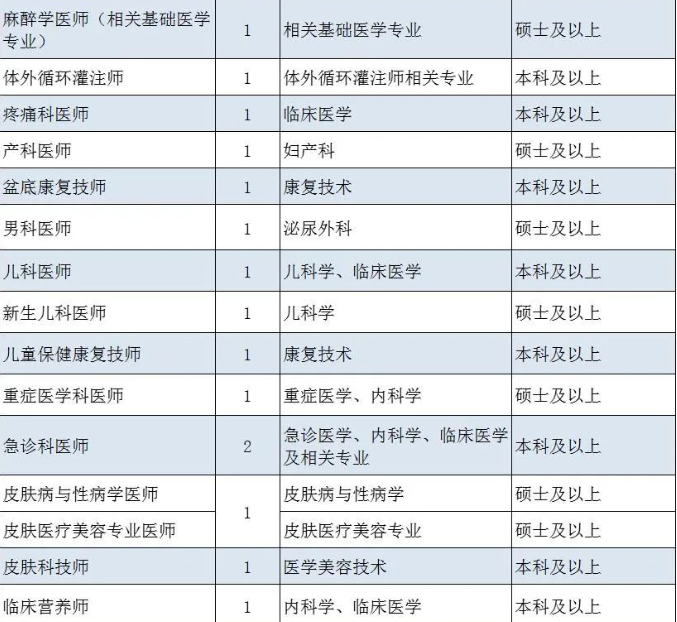 麻醉学医师（相关基础医学专业） 1 相关基础医学专业 硕士及以上
体外循环灌注师 1 体外循环灌注师相关专业 本科及以上
疼痛科医师 1 临床医学 本科及以上
产科医师 1 妇产科 硕士及以上
盆底康复技师 1 康复技术 本科及以上
男科医师 1 泌尿外科 硕士及以上
儿科医师 1 儿科学、临床医学 本科及以上
新生儿科医师 1 儿科学 硕士及以上
儿童保健康复技师 1 康复技术 本科及以上
重症医学科医师 1 重症医学、内科学 硕士及以上
急诊科医师 2 急诊医学、内科学、临床医学及相关专业 本科及以上
皮肤病与性病学医师 1 皮肤病与性病学 硕士及以上
皮肤医疗美容专业医师 皮肤医疗美容专业 硕士及以上
皮肤科技师 1 医学美容技术 本科及以上
临床营养师 1 内科学、临床医学 本科及以上